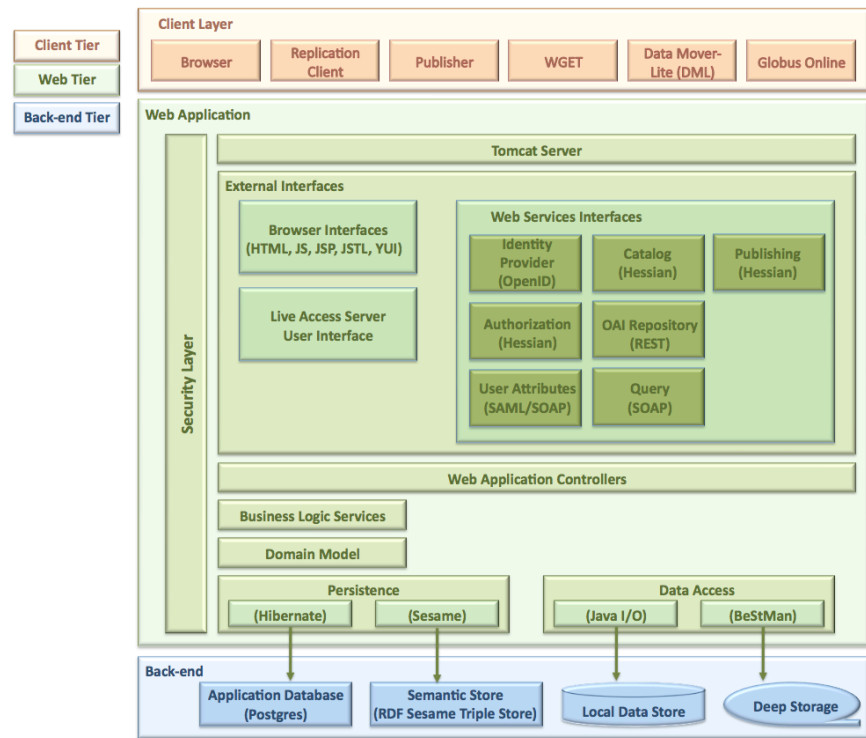 Client Tier
Web Tier
Back-end Tier
Client Layer
Browser
Replication
Client
Publisher
WGET
Data Mover-
Lite (DML)
Globus Online
Web Application
Security Layer
Tomcat Server
External Interfaces
Browser Interfaces
(HTML, JS, JSP, JSTL, YUI)
Live Access Server
User Interface
Web Services Interfaces
Identity
Provider
(OpenID)
Catalog
(Hessian)
Publishing
(Hessian)
Authorization
(Hessian)
OAI Repository
(REST)
User Attributes
(SAML/SOAP)
Query
(SOAP)
Web Application Controllers
Business Logic Services
Domain Model
Persistence
(Hibernate)
(Sesame)
Data Access
(Java I/O)
(BeStMan)
Back-end
Application Database
(Postgres)
Semantic Store
(RDF Sesame Triple Store)
Local Data Store
Deep Storage